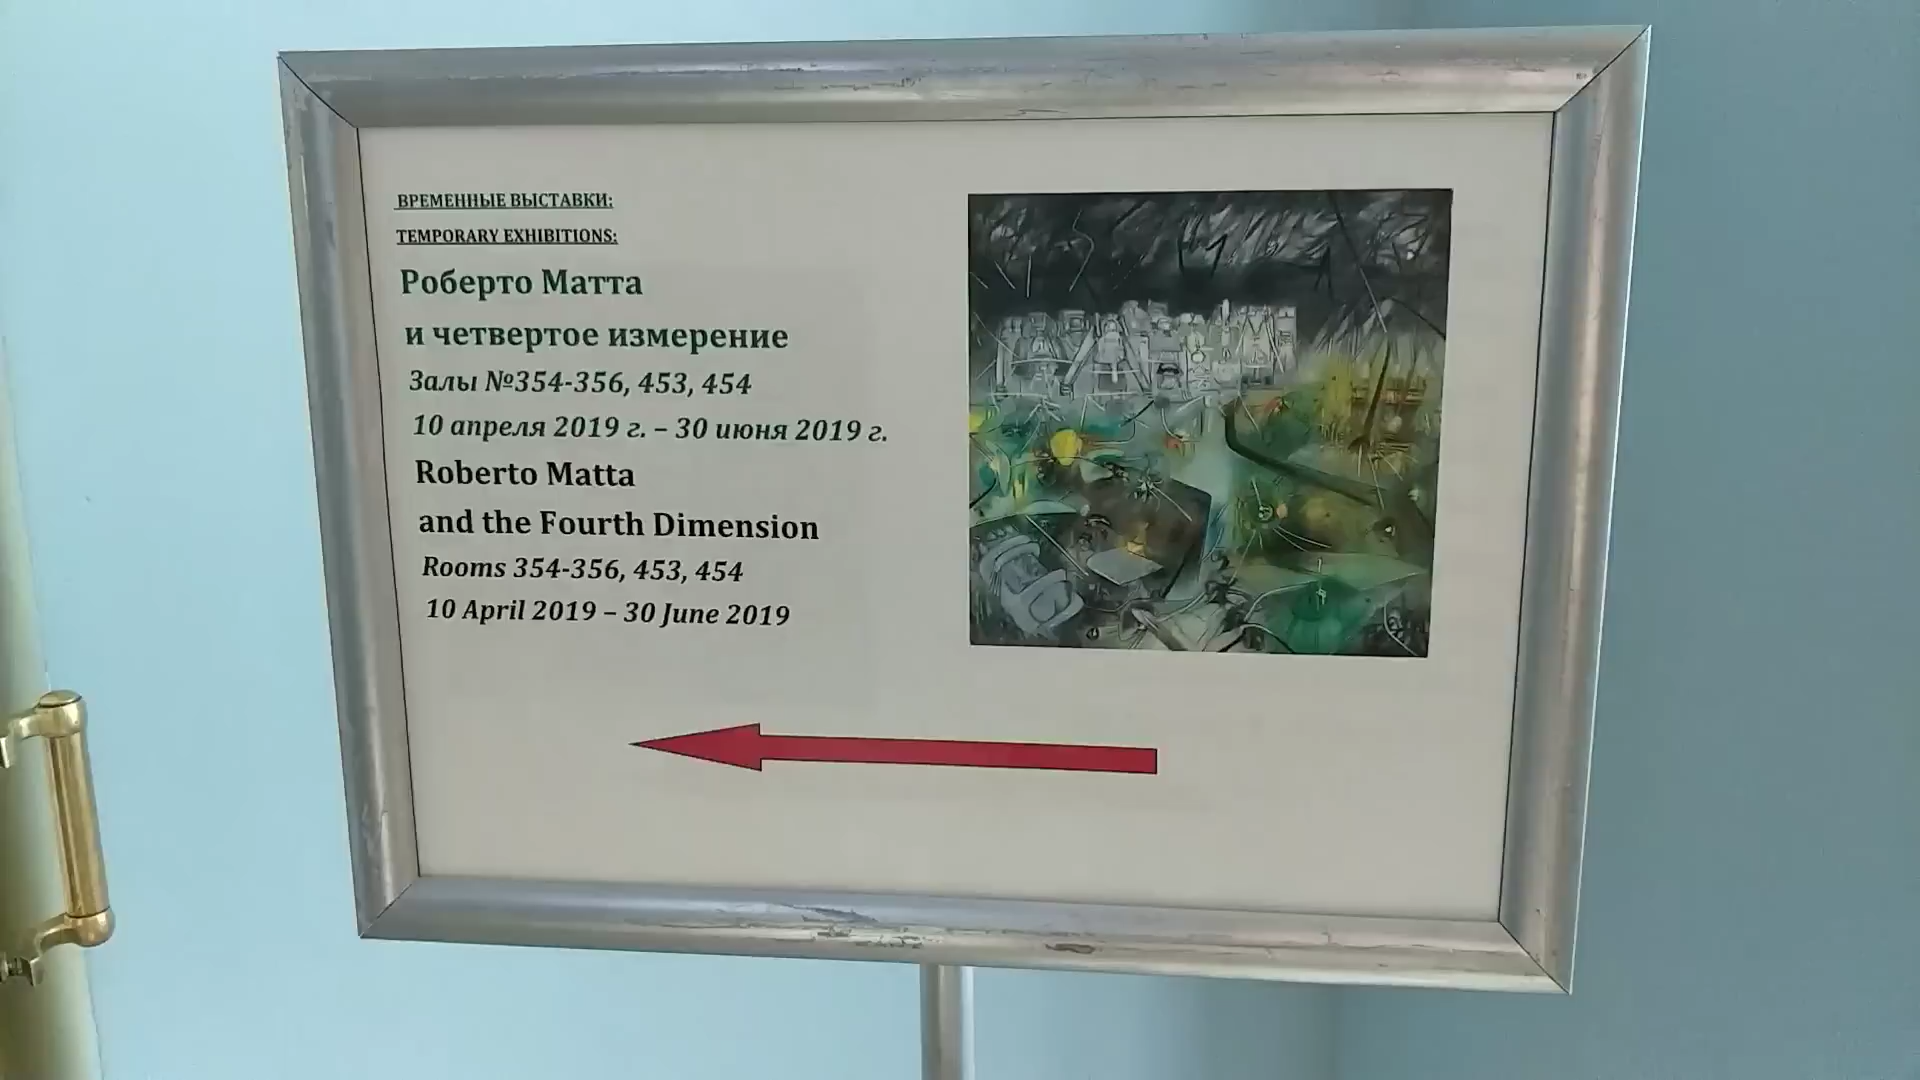 ВРЕМЕННЫЕ ВЫСТАВКИ:
TEMPORARY EXHIBITIONS:
Роберто Матта
и четвертое измерение
Залы №354-356, 453, 454
10 апреля 2019 г. – 30 июня 2019 г.
Roberto Matta
and the Fourth Dimension
Rooms 354-356, 453, 454
10 April 2019 – 30 June 2019